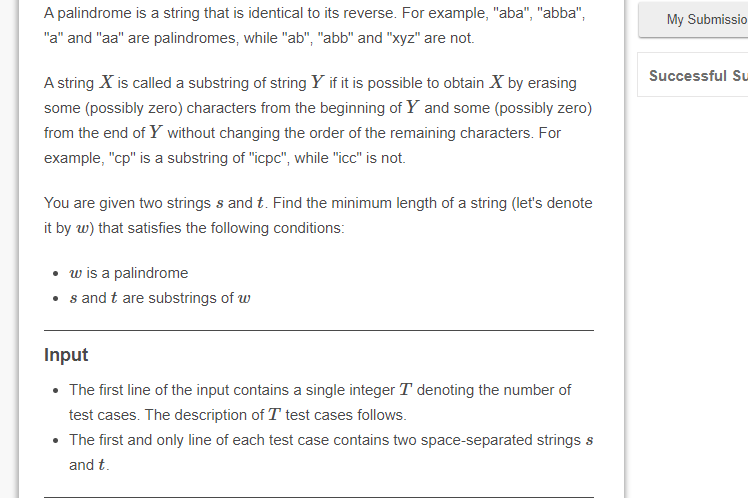 A palindrome is a string that is identical to its reverse. For example, "aba", "abba",
"a" and "aa" are palindromes, while "ab", "abb" and "xyz" are not.
A string X is called a substring of string Y if it is possible to obtain X by erasing
some (possibly zero) characters from the beginning of Y and some (possibly zero)
from the end of Y without changing the order of the remaining characters. For
example, "cp" is a substring of "icpc", while "icc" is not.
You are given two strings s and t. Find the minimum length of a string (let's denote
it by w) that satisfies the following conditions:
• w is a palindrome
• s and t are substrings of w
Input
• The first line of the input contains a single integer T denoting the number of
test cases. The description of T test cases follows.
• The first and only line of each test case contains two space-separated strings s
and t.
My Submissio
Successful Su